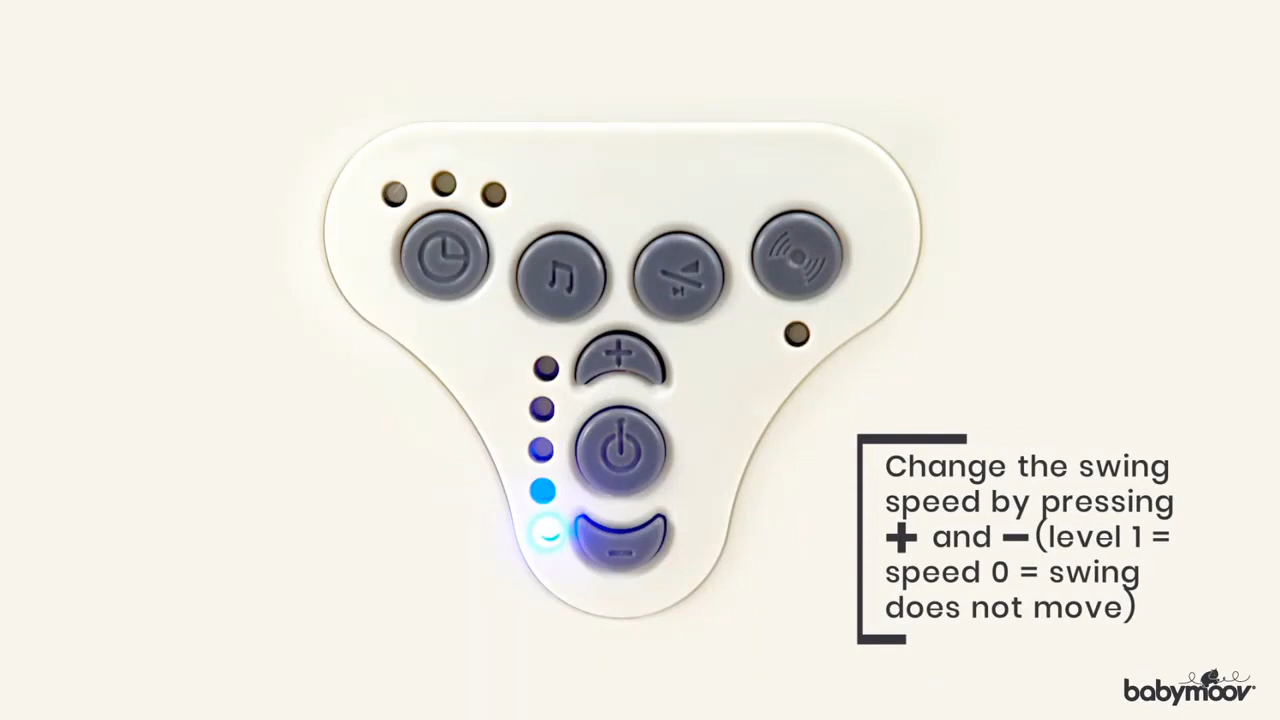 Change the swing
speed by pressing
+ and - (level 1 =
speed 0 = swing
does not move)
babymoov